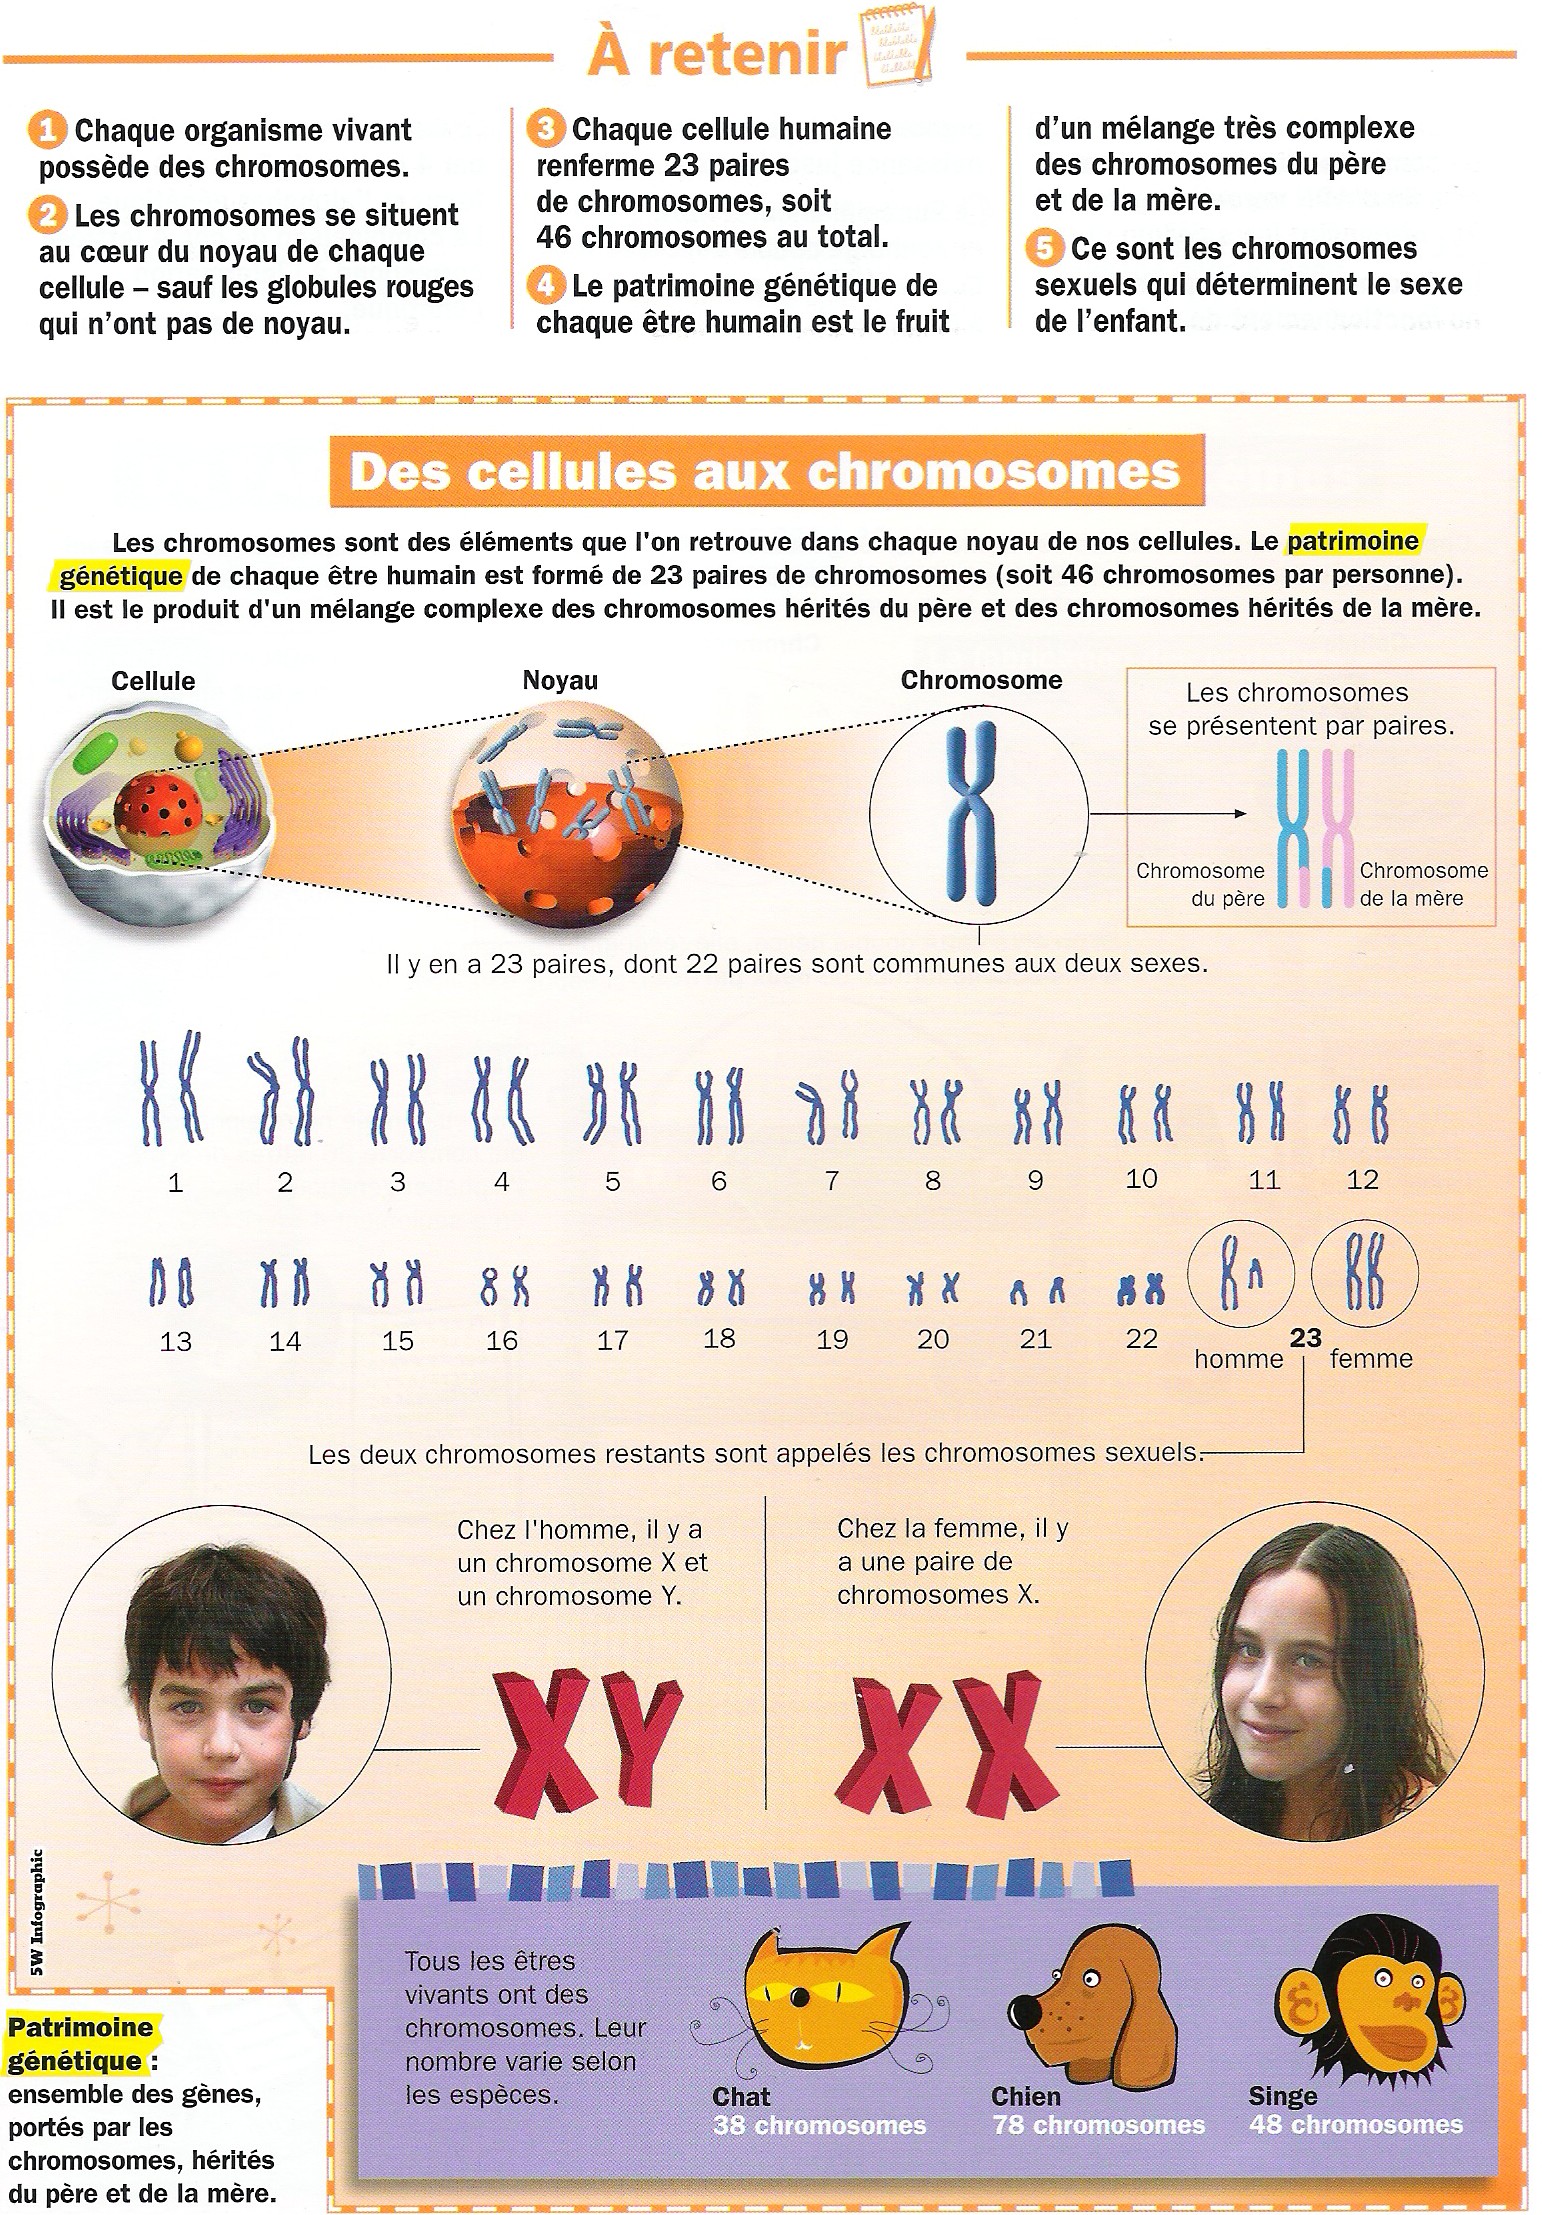 À retenir
1 Chaque organisme vivant
possède des chromosomes.
2 Les chromosomes se situent
au cœur du noyau de chaque
cellule – sauf les globules rouges
qui n'ont pas de noyau.
3 Chaque cellule humaine
renferme 23 paires
de chromosomes, soit
46 chromosomes au total.
4 Le patrimoine génétique de
chaque être humain est le fruit
d'un mélange très complexe
des chromosomes du père
et de la mère.
5 Ce sont les chromosomes
sexuels qui déterminent le sexe
de l'enfant.
Des cellules aux chromosomes
Les chromosomes sont des éléments que l'on retrouve dans chaque noyau de nos cellules. Le patrimoine
génétique de chaque être humain est formé de 23 paires de chromosomes (soit 46 chromosomes par personne).
Il est le produit d'un mélange complexe des chromosomes hérités du père et des chromosomes hérités de la mère.
Cellule
Noyau
Chromosome
Les chromosomes
se présentent par paires.
Chromosome
du père
Chromosome
de la mère
Il y en a 23 paires, dont 22 paires sont communes aux deux sexes.
1 2 3 4 5 6 7 8 9 10 11 12
13 14 15 16 17 18 19 20 21 22 23
homme femme
Les deux chromosomes restants sont appelés les chromosomes sexuels.
Chez l'homme, il y a
un chromosome X et
un chromosome Y.
Chez la femme, il y
a une paire de
chromosomes X.
XY
XX
5W Infographic
Tous les êtres
vivants ont des
chromosomes. Leur
nombre varie selon
les espèces.
Chat
38 chromosomes
Chien
78 chromosomes
Singe
48 chromosomes
Patrimoine
génétique :
ensemble des gènes,
portés par les
chromosomes, hérités
du père et de la mère.